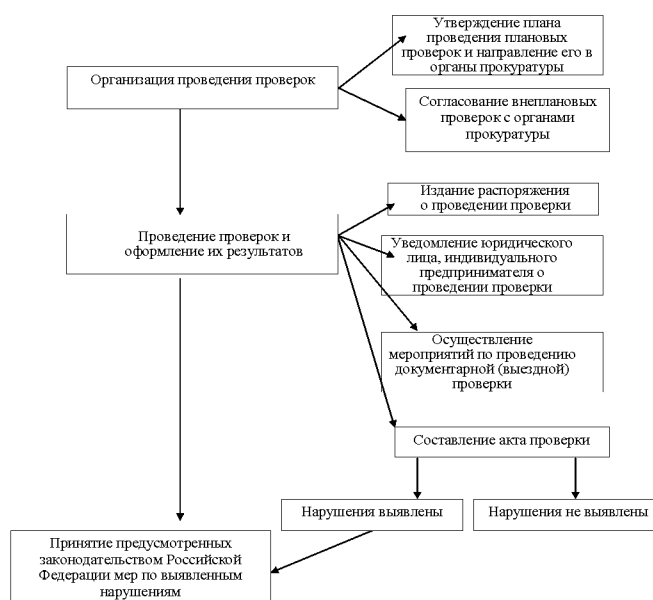 Утверждение плана
проведения плановых
проверок и направление его в
органы прокуратуры
Организация проведения проверок
Согласование внеплановых
проверок с органами
прокуратуры
Издание распоряжения
о проведении проверки
Проведение проверок и
оформление их результатов
Уведомление юридического
лица, индивидуального
предпринимателя о
проведении проверки
Осуществление
мероприятий по проведению
документарной (выездной)
проверки
Составление акта проверки
Нарушения выявлены
Нарушения не выявлены
Принятие предусмотренных
законодательством Российской
Федерации мер по выявленным
нарушениям